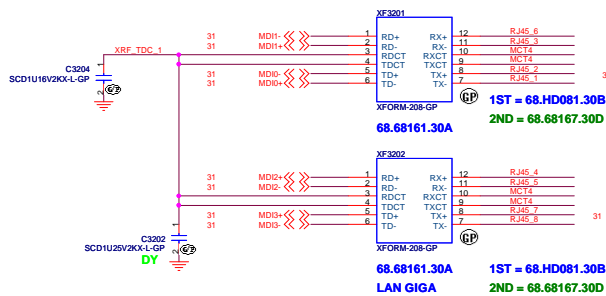 XF3201
31 MDI1- 1 RD+ RX+ 12 RJ45_6
31 MDI1+ 2 RD- RX- 11 RJ45_3
XRF_TDC_1 3 RDCT RXCT 10 MCT4
4 TDCT TXCT 9 MCT4
31 MDI0- 5 TD+ TX+ 8 RJ45_2 3
31 MDI0+ 6 TD- TX- 7 RJ45_1
C3204
SCD1U16V2KX-L-GP
1
2
GP
XFORM-208-GP
GP
1ST = 68.HD081.30B
68.68161.30A
2ND = 68.68167.30D
XF3202
31 MDI2+ 1 RD+ RX+ 12 RJ45_4
31 MDI2- 2 RD- RX- 11 RJ45_5
3 RDCT RXCT 10 MCT4
4 TDCT TXCT 9 MCT4
31 MDI3+ 5 TD+ TX+ 8 RJ45_7 31
31 MDI3- 6 TD- TX- 7 RJ45_8
C3202
SCD1U25V2KX-L-GP
1
2
GP
DY
XFORM-208-GP
GP
68.68161.30A 1ST = 68.HD081.30B
LAN GIGA 2ND = 68.68167.30D